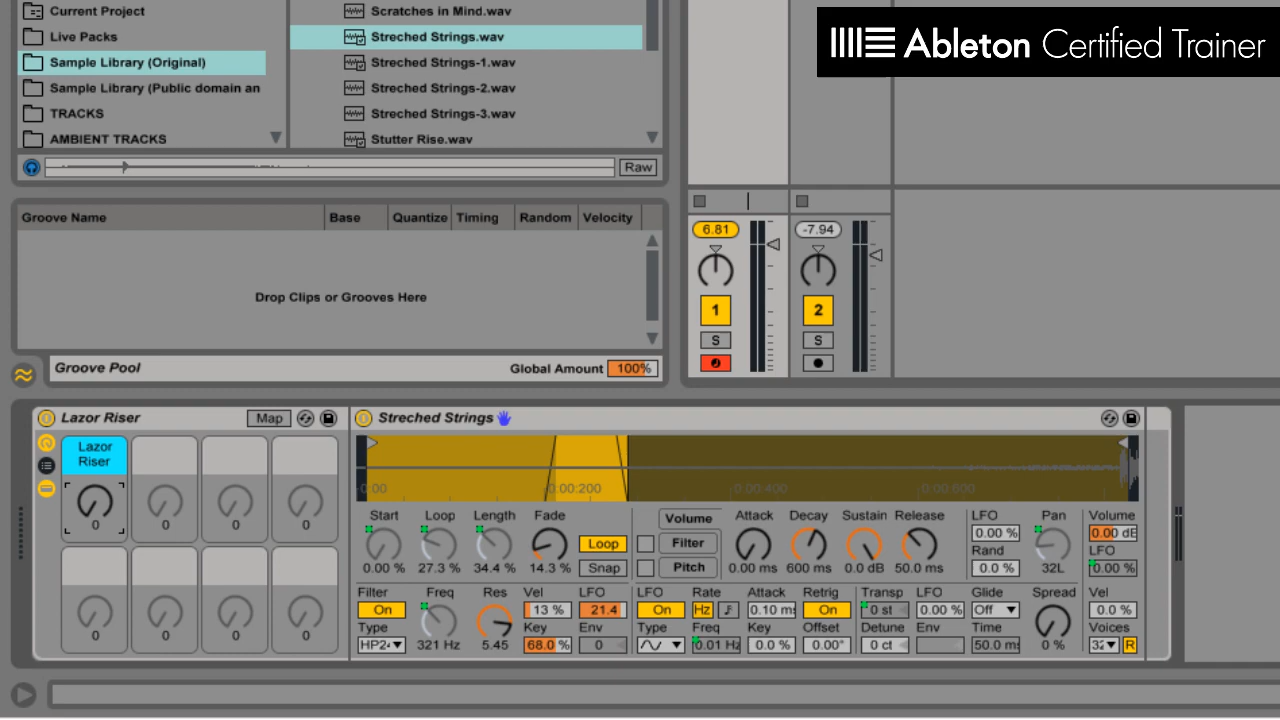 Current Project
Scratches in Mind.wav
Live Packs
Streched Strings.wav
Sample Library (Original)
Streched Strings-1.wav
Sample Library (Public domain an
Streched Strings-2.wav
TRACKS
Streched Strings-3.wav
AMBIENT TRACKS
Stutter Rise.wav
Raw
Ableton Certified Trainer
Groove Name Base Quantize Timing Random Velocity
Drop Clips or Grooves Here
Groove Pool Global Amount 100%
6.81 -7.94
1 2
S S
Lazor Riser Map
Lazor
Riser
0 0 0 0
0 0 0 0
Streched Strings
0:00 0:00:200 0:00:400 0:00:600
Start Loop Length Fade
Loop
Snap
0.00 % 27.3 % 34.4 % 14.3 %
Volume
Filter
Pitch
Attack Decay Sustain Release
0.00 ms 600 ms 0.0 dB 50.0 ms
LFO
0.00 %
Rand
0.0 %
Pan
32L
Volume
0.00 dB
LFO
0.00 %
Filter
On
Type
HP24
Freq
321 Hz
Res
5.45
Vel
13 %
Key
68.0 %
LFO
21.4
Env
0
LFO
On
Type
Rate
Hz
Freq
0.01 Hz
Attack
0.10 ms
Key
0.0 %
Retrig
On
Offset
0.00°
Transp
0 st
Detune
0 ct
LFO
0.00 %
Env
Glide
Off
Time
50.0 ms
Spread
0 %
Vel
0.0 %
Voices
32
R